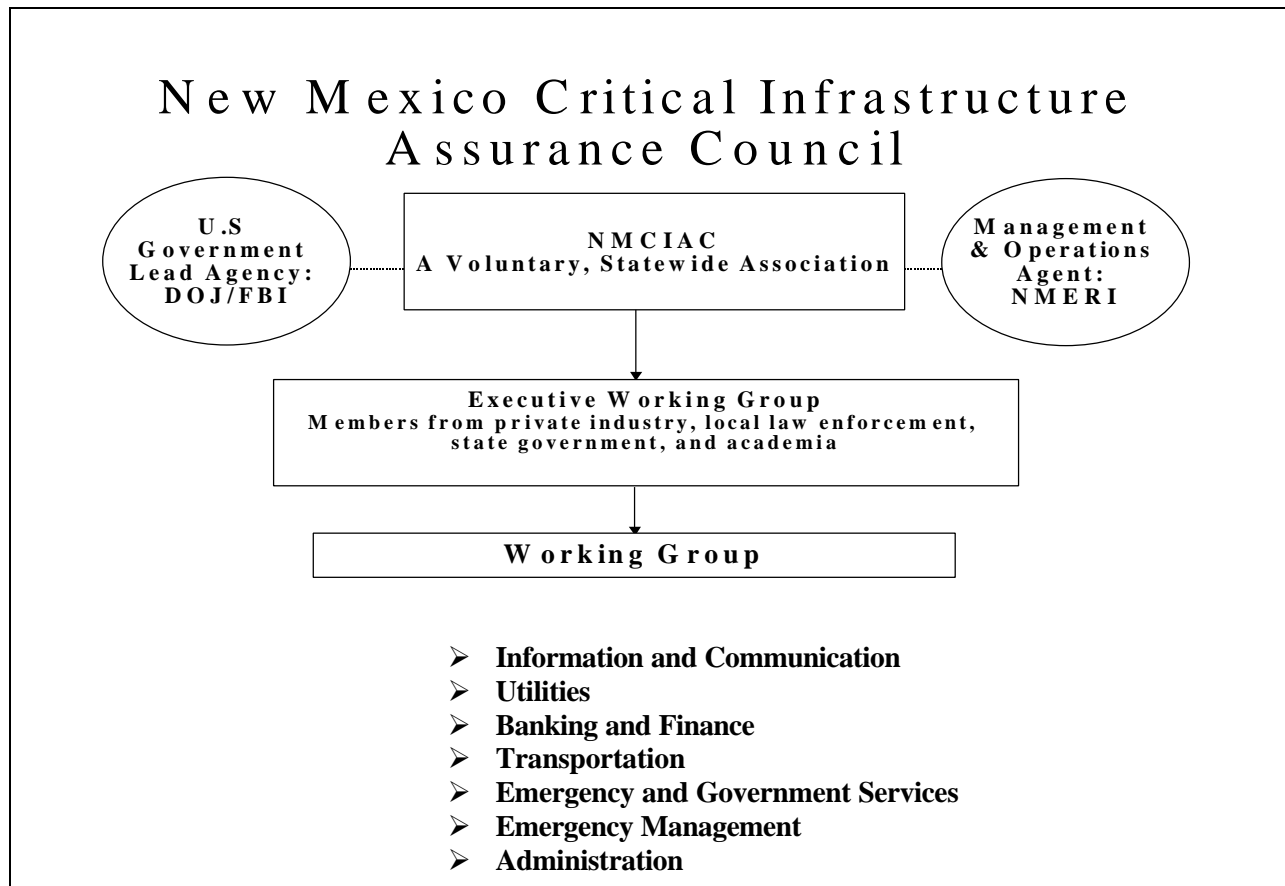 New Mexico Critical Infrastructure
Assurance Council
U.S
Government
Lead Agency:
DOJ/FBI
NMCIAC
A Voluntary, Statewide Association
Management
& Operations
Agent:
NMERI
Executive Working Group
Members from private industry, local law enforcement,
state government, and academia
Working Group
➢ Information and Communication
➢ Utilities
➢ Banking and Finance
➢ Transportation
➢ Emergency and Government Services
➢ Emergency Management
➢ Administration